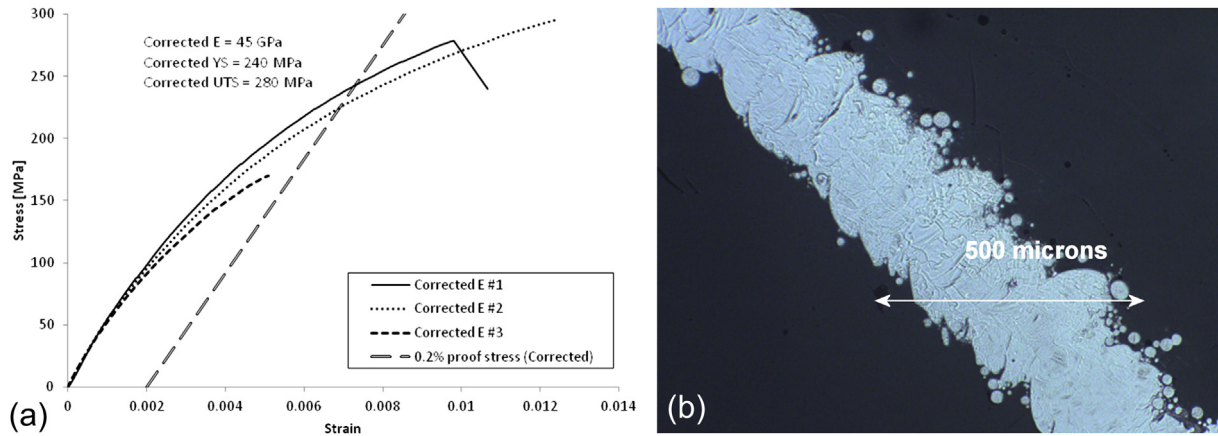 Corrected E = 45 GPa
Corrected YS = 240 MPa
Corrected UTS = 280 MPa
Stress [MPa]
300
250
200
150
100
50
0
0
0.002
0.004
0.006
0.008
0.01
0.012
0.014
Strain
Corrected E #1
Corrected E #2
Corrected E #3
0.2% proof stress (Corrected)
(a)
500 microns
(b)